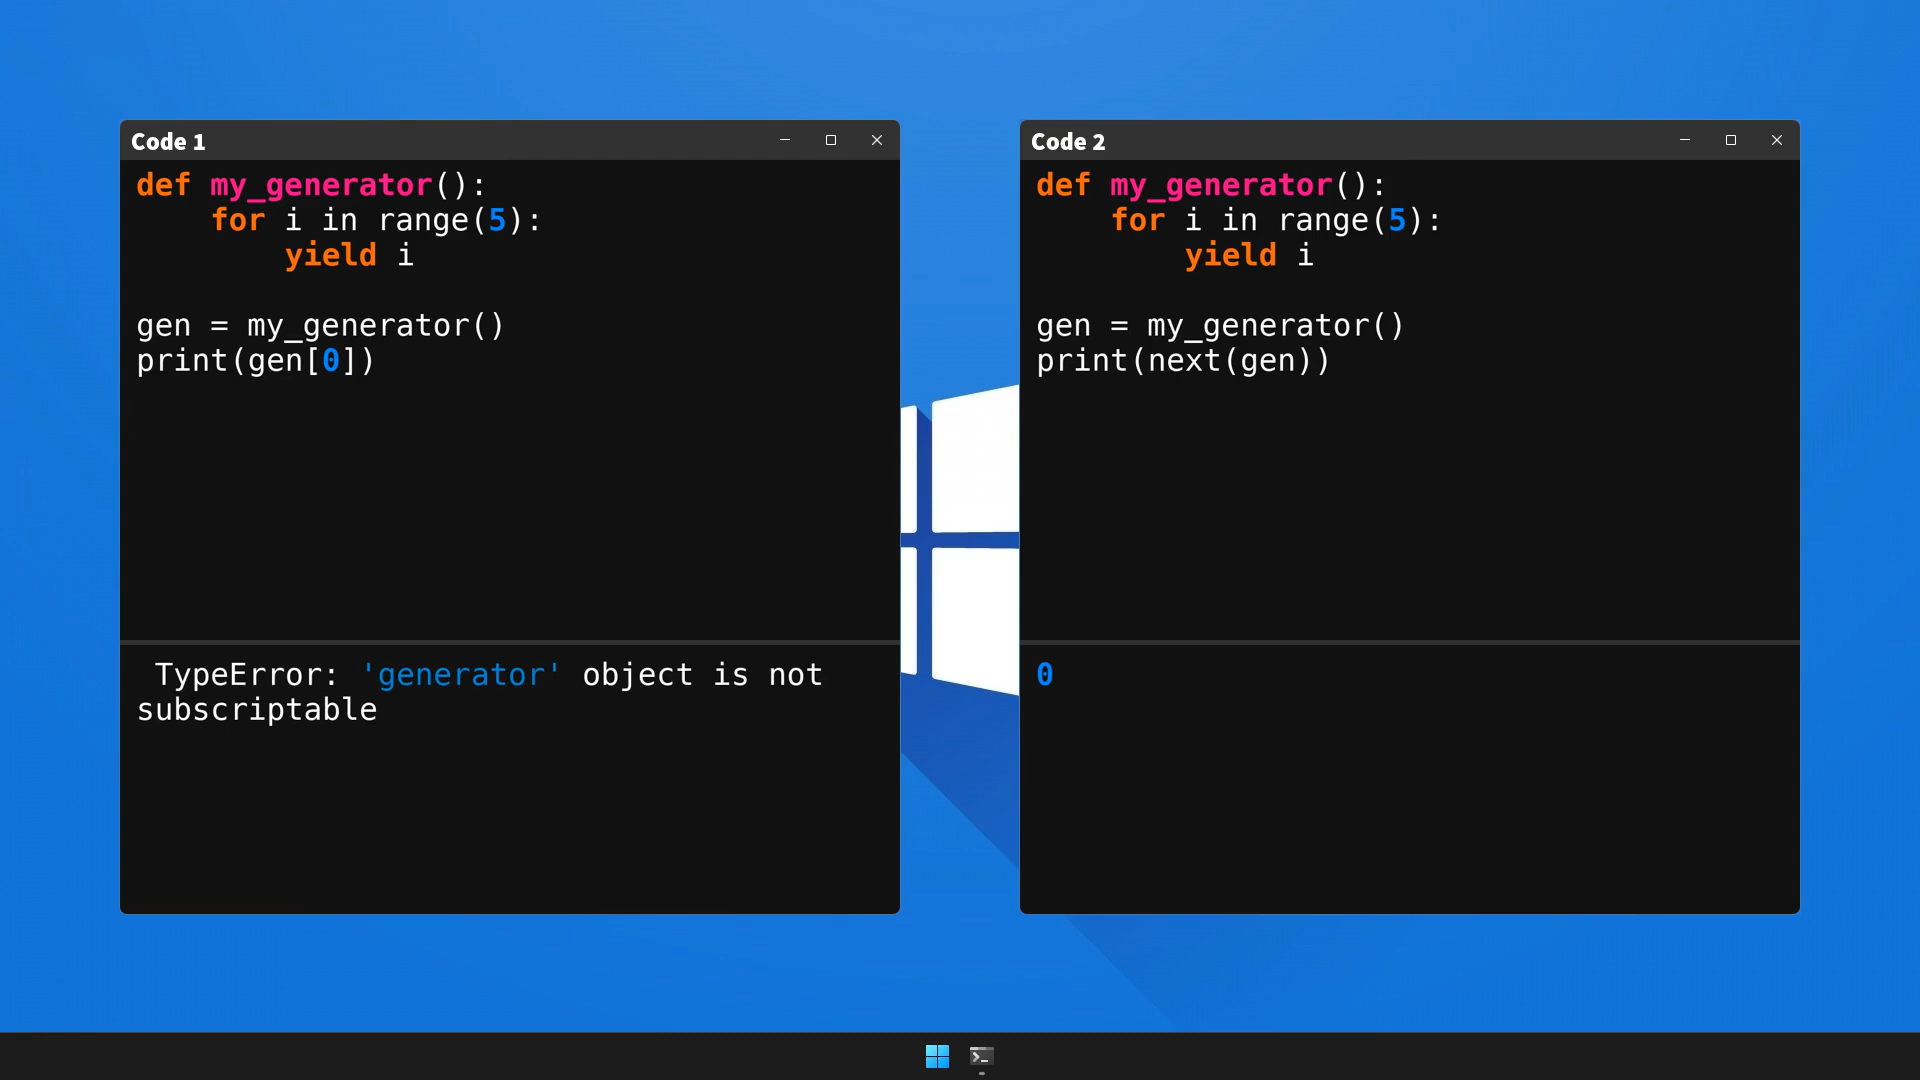 Code 1
def my_generator():
    for i in range(5):
        yield i

gen = my_generator()
print(gen[0])
TypeError: 'generator' object is not
subscriptable
Code 2
def my_generator():
    for i in range(5):
        yield i

gen = my_generator()
print(next(gen))
0